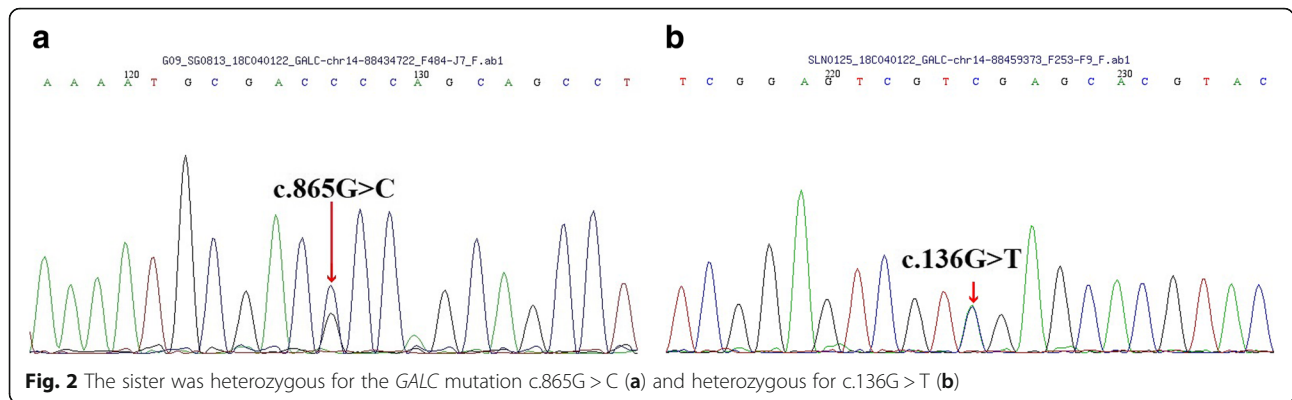 a
G09_SG0813_18C040122_GALC-chr14-88434722_F484-J7_F.ab1
120 130
A A A A T G C G A C C C C A G C A G C C T
c.865G>C
b
SLN0125_18C040122_GALC-chr14-88459373_F253-F9_F.ab1
220 230
T C G G A G T C G T C G A G C A C G T A C
c.136G>T
Fig. 2 The sister was heterozygous for the GALC mutation c.865G > C (a) and heterozygous for c.136G > T (b)